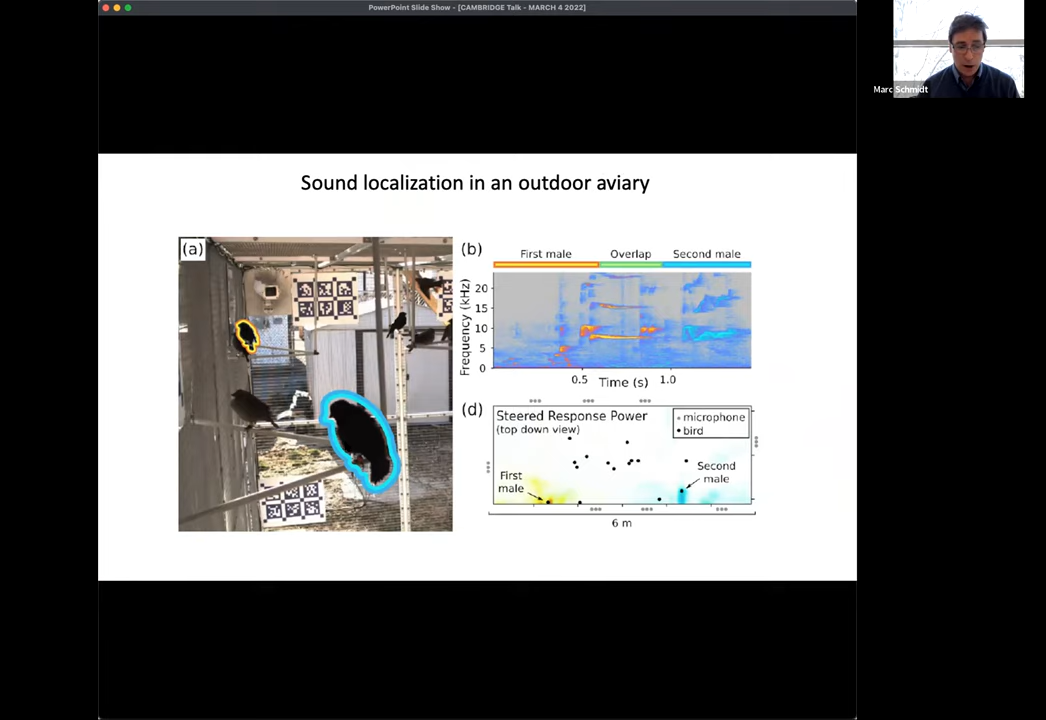 PowerPoint Slide Show - [CAMBRIDGE Talk - MARCH 4 2022]
Marc Schmidt
Sound localization in an outdoor aviary
(a)
(b)
First male
Overlap
Second male
Frequency (kHz)
20
15
10
5
0
0.5
Time (s)
1.0
(d)
Steered Response Power
(top down view)
microphone
bird
First
male
Second
male
6 m